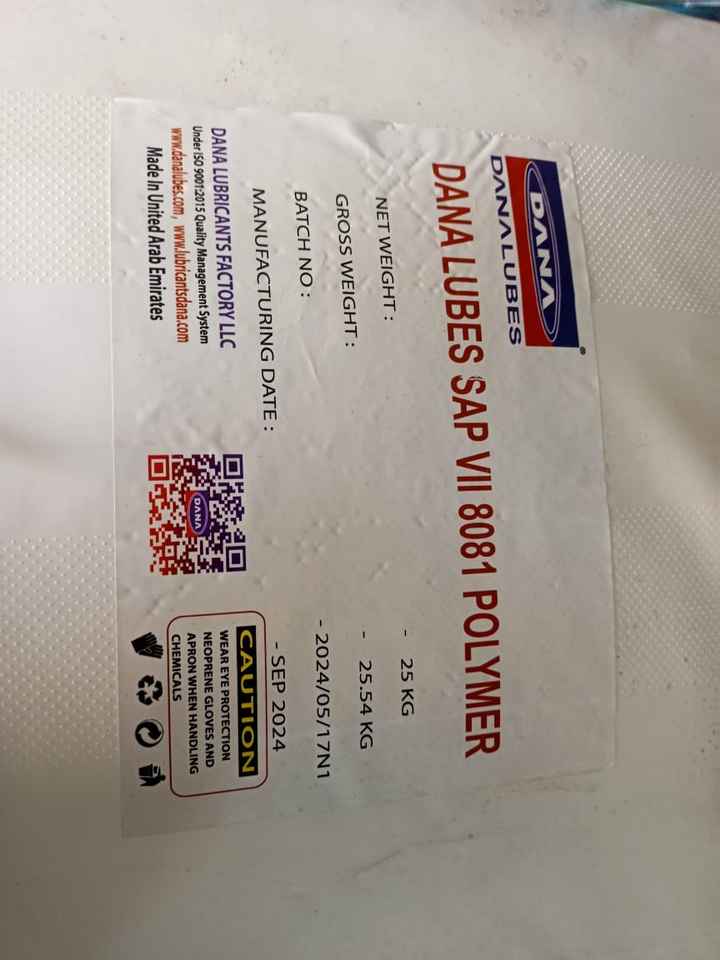 DANA
DANALUBES
®
DANA LUBES SAP VII 8081 POLYMER
NET WEIGHT : - 25 KG
GROSS WEIGHT : - 25.54 KG
BATCH NO : - 2024/05/17N1
MANUFACTURING DATE : - SEP 2024
DANA LUBRICANTS FACTORY LLC
Under ISO 9001:2015 Quality Management System
www.danalubes.com, www.lubricantsdana.com
Made In United Arab Emirates
DANA
CAUTION
WEAR EYE PROTECTION
NEOPRENE GLOVES AND
APRON WHEN HANDLING
CHEMICALS